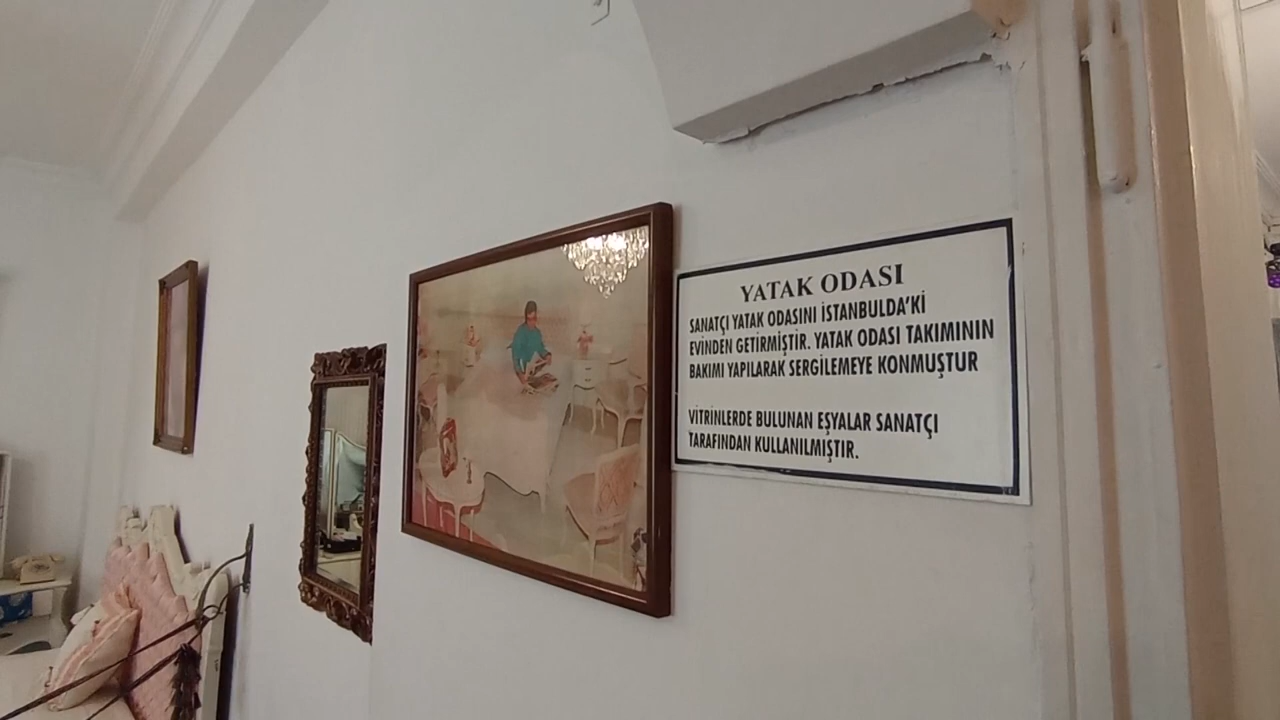 YATAK ODASI
SANATÇI YATAK ODASINI İSTANBULDA'Kİ
EVİNDEN GETİRMİŞTİR. YATAK ODASI TAKIMININ
BAKIMI YAPILARAK SERGİLEMEYE KONMUŞTUR
VİTRİNLERDE BULUNAN EŞYALAR SANATÇI
TARAFINDAN KULLANILMIŞTIR.